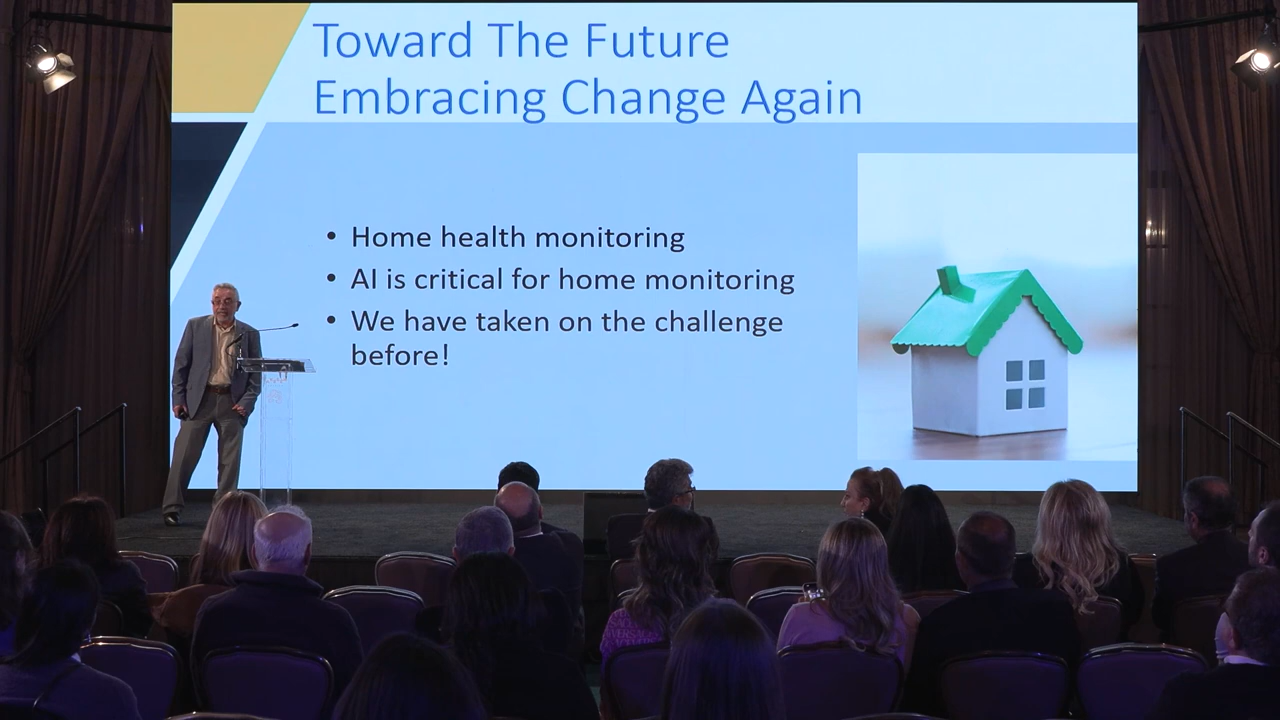 Toward The Future
Embracing Change Again
• Home health monitoring
• AI is critical for home monitoring
• We have taken on the challenge
before!